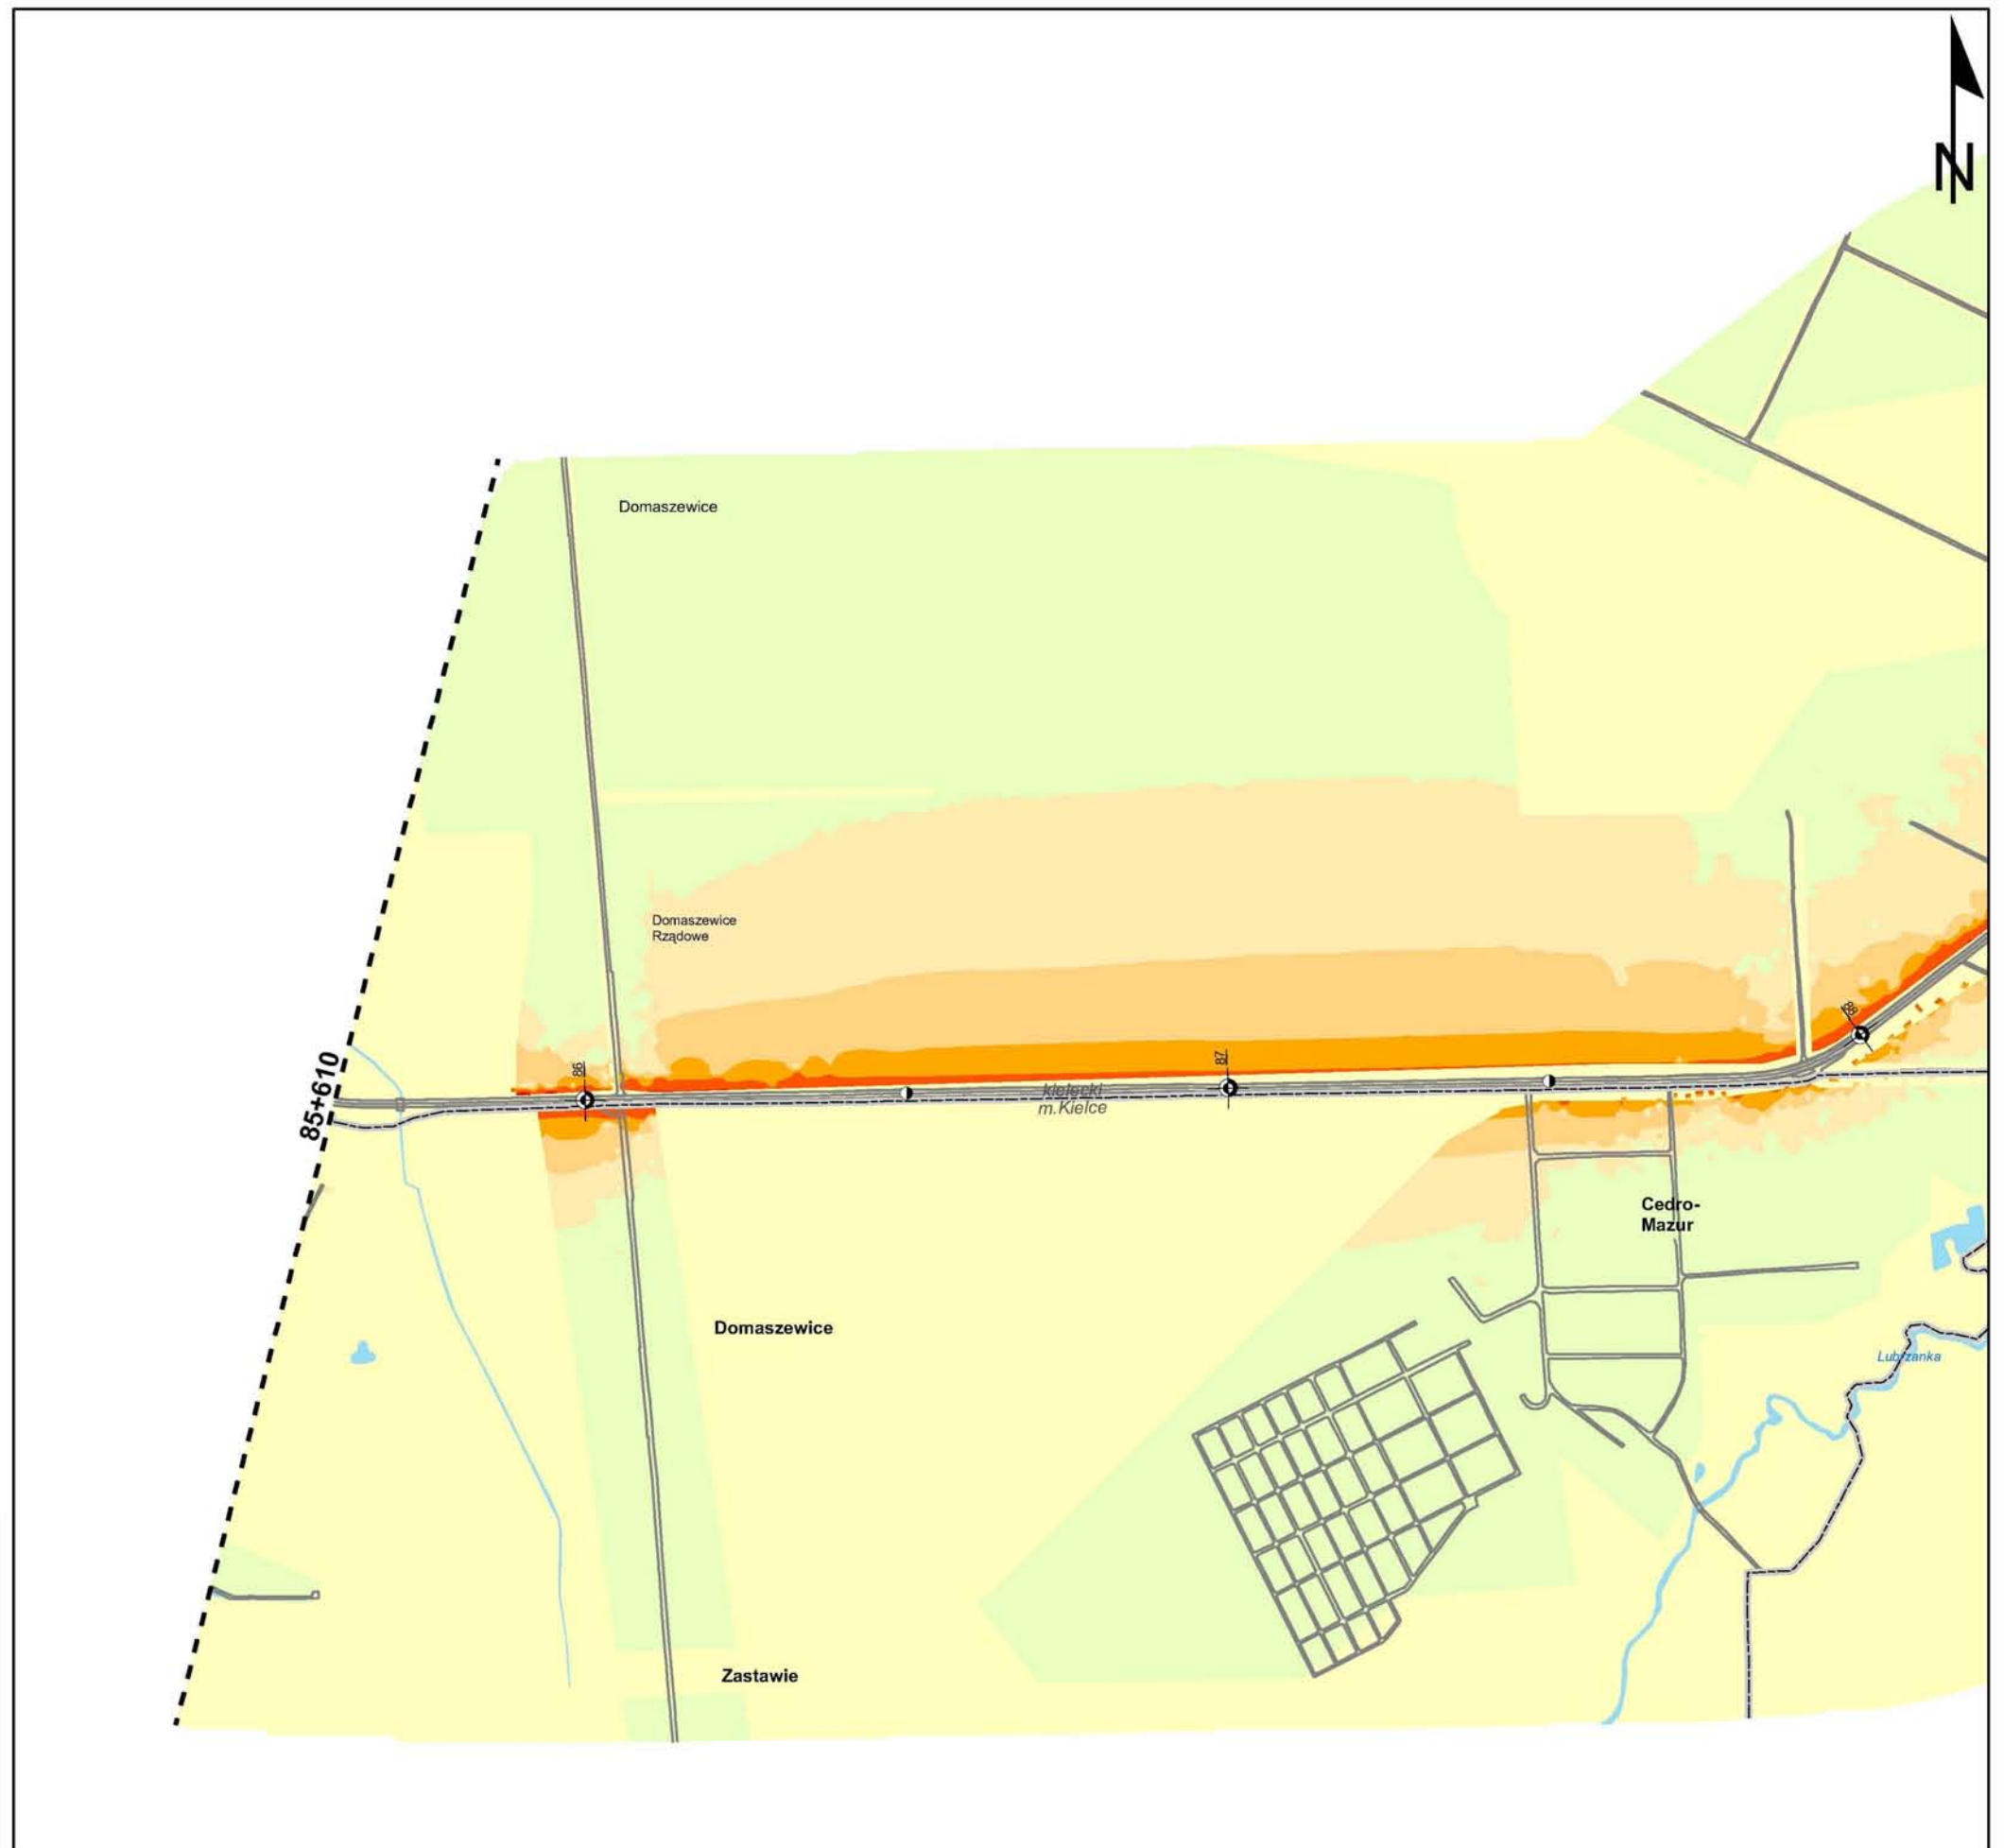 N
Domaszewice
Domaszewice
Rządowe
88
85+610
86
87
kielecki
m.Kielce
Cedro-
Mazur
Domaszewice
Lubrzanka
Zastawie